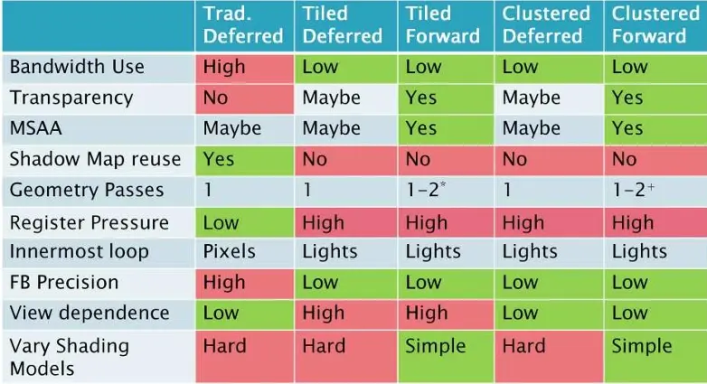 Trad. Deferred Tiled Deferred Tiled Forward Clustered Deferred Clustered Forward
Bandwidth Use High Low Low Low Low
Transparency No Maybe Yes Maybe Yes
MSAA Maybe Maybe Yes Maybe Yes
Shadow Map reuse Yes No No No No
Geometry Passes 1 1 1-2* 1 1-2+
Register Pressure Low High High High High
Innermost loop Pixels Lights Lights Lights Lights
FB Precision High Low Low Low Low
View dependence Low High High Low Low
Vary Shading Models Hard Hard Simple Hard Simple